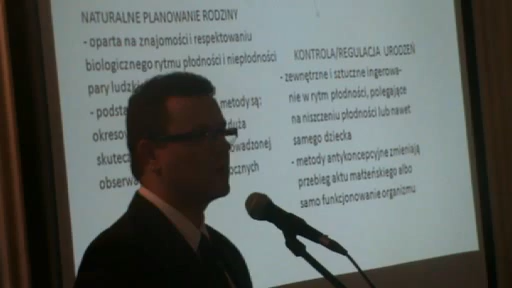 NATURALNE PLANOWANIE RODZINY
- oparta na znajomości i respektowaniu
biologicznego rytmu płodności i niepłodności
pary
metody są:
KONTROLA/REGULACJA URODZEŃ
- zewnętrzne i sztuczne ingerowa-
nie w rytm płodności, polegające
na niszczeniu płodności lub nawet
samego dziecka
- metody antykoncepcyjne zmieniają
przebieg aktu małżeńskiego albo
samo funkcjonowanie organizmu